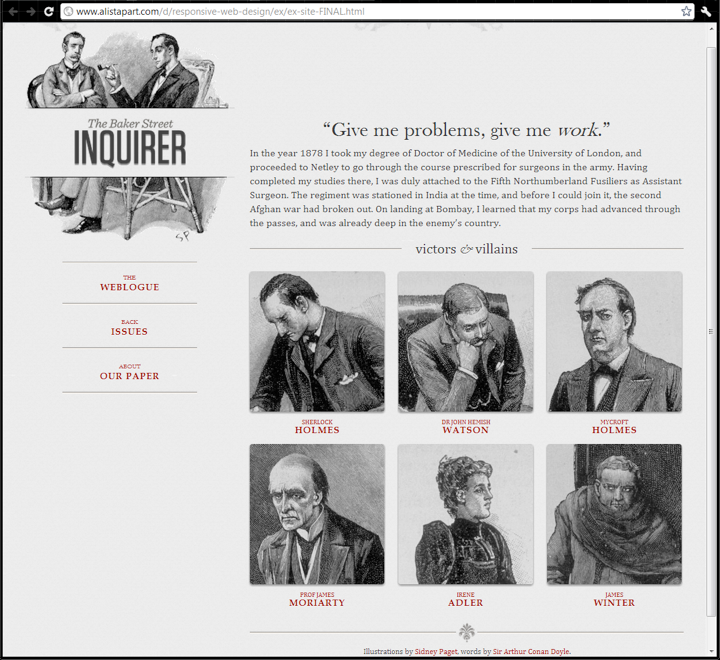 www.alistapart.com/d/responsive-web-design/ex/ex-site-FINAL.html
The Baker Street
INQUIRER
SP
THE
WEBLOGUE
BACK
ISSUES
ABOUT
OUR PAPER
“Give me problems, give me work.”
In the year 1878 I took my degree of Doctor of Medicine of the University of London, and
proceeded to Netley to go through the course prescribed for surgeons in the army. Having
completed my studies there, I was duly attached to the Fifth Northumberland Fusiliers as Assistant
Surgeon. The regiment was stationed in India at the time, and before I could join it, the second
Afghan war had broken out. On landing at Bombay, I learned that my corps had advanced through
the passes, and was already deep in the enemy’s country.
victors & villains
SHERLOCK
HOLMES
DR JOHN HEMISH
WATSON
MYCROFT
HOLMES
PROF JAMES
MORIARTY
IRENE
ADLER
JAMES
WINTER
Illustrations by Sidney Paget, words by Sir Arthur Conan Doyle.